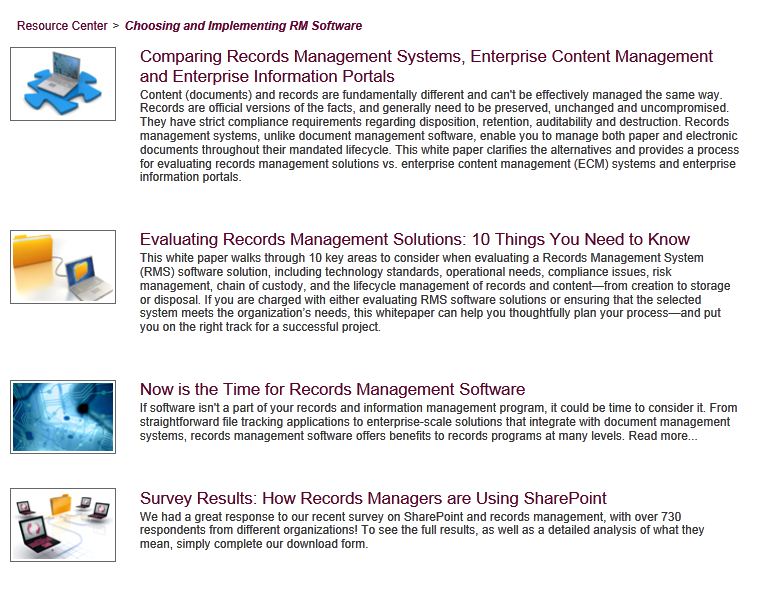 Resource Center > Choosing and Implementing RM Software
Comparing Records Management Systems, Enterprise Content Management
and Enterprise Information Portals
Content (documents) and records are fundamentally different and can't be effectively managed the same way.
Records are official versions of the facts, and generally need to be preserved, unchanged and uncompromised.
They have strict compliance requirements regarding disposition, retention, auditability and destruction. Records
management systems, unlike document management software, enable you to manage both paper and electronic
documents throughout their mandated lifecycle. This white paper clarifies the alternatives and provides a process
for evaluating records management solutions vs. enterprise content management (ECM) systems and enterprise
information portals.
Evaluating Records Management Solutions: 10 Things You Need to Know
This white paper walks through 10 key areas to consider when evaluating a Records Management System
(RMS) software solution, including technology standards, operational needs, compliance issues, risk
management, chain of custody, and the lifecycle management of records and content—from creation to storage
or disposal. If you are charged with either evaluating RMS software solutions or ensuring that the selected
system meets the organization's needs, this whitepaper can help you thoughtfully plan your process—and put
you on the right track for a successful project.
Now is the Time for Records Management Software
If software isn't a part of your records and information management program, it could be time to consider it. From
straightforward file tracking applications to enterprise-scale solutions that integrate with document management
systems, records management software offers benefits to records programs at many levels. Read more...
Survey Results: How Records Managers are Using SharePoint
We had a great response to our recent survey on SharePoint and records management, with over 730
respondents from different organizations! To see the full results, as well as a detailed analysis of what they
mean, simply complete our download form.